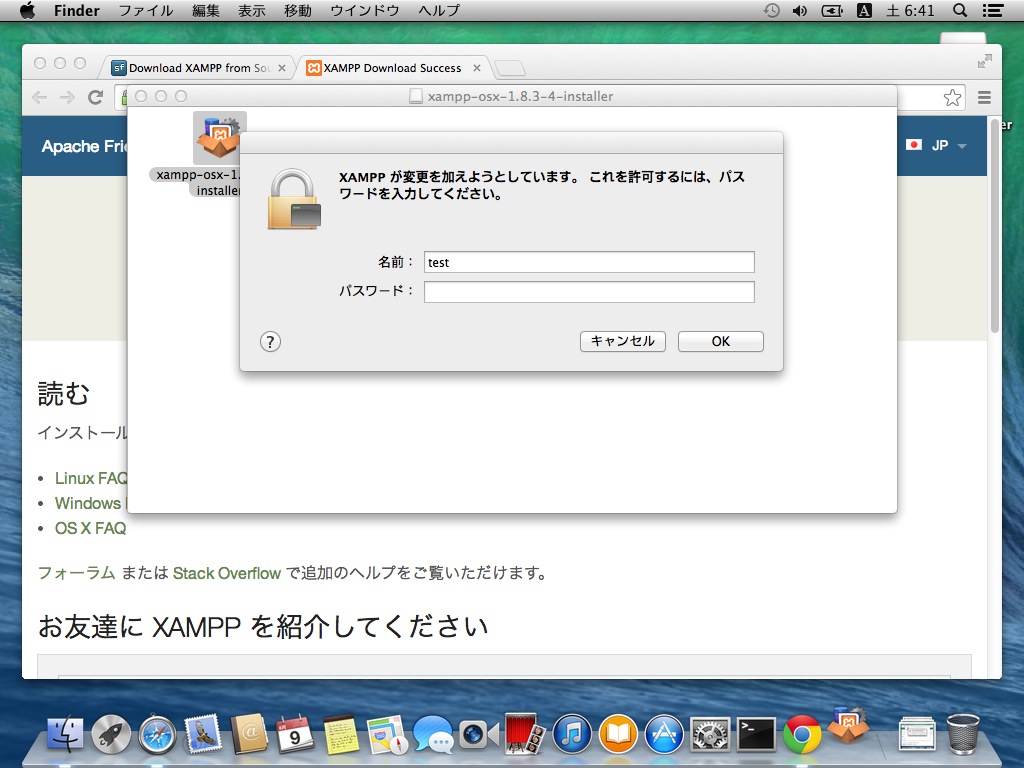 Finder ファイル 編集 表示 移動 ウインドウ ヘルプ
A 土 6:41
sf Download XAMPP from Sou
XAMPP Download Success
xampp-osx-1.8.3-4-installer
Apache Frie
JP
er
xampp-osx-1.
installer
XAMPP が変更を加えようとしています。 これを許可するには、パス
ワードを入力してください。
名前：
test
パスワード：
?
キャンセル
OK
読む
インストール
• Linux FAQ
• Windows
• OS X FAQ
フォーラム または Stack Overflow で追加のヘルプをご覧いただけます。
お友達に XAMPP を紹介してください
9